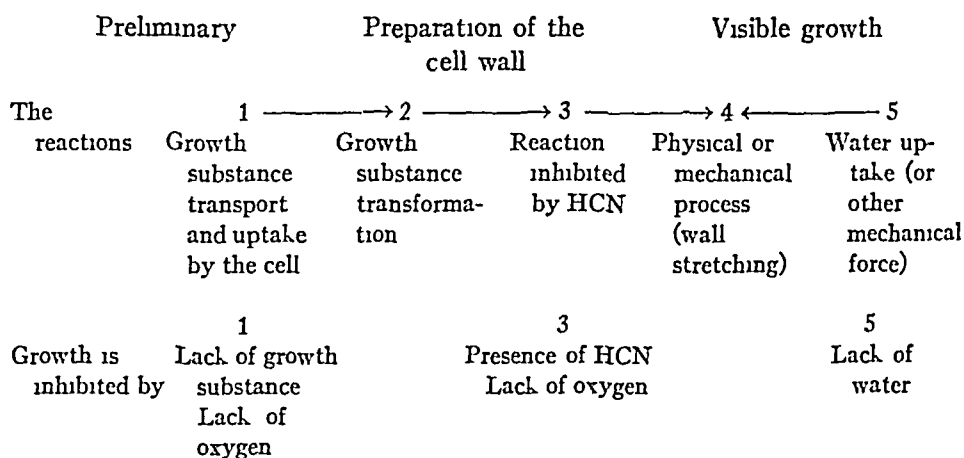 Preliminary Preparation of the Visible growth
cell wall
The 1 ⟶ 2 ⟶ 3 ⟶ 4 ⟵ 5
reactions Growth Growth Reaction Physical or Water up-
substance substance inhibited mechanical take (or
transport transforma- by HCN process other
and uptake tion (wall mechanical
by the cell stretching) force)
1 3 5
Growth is Lack of growth Presence of HCN Lack of
inhibited by substance Lack of oxygen water
Lack of
oxygen